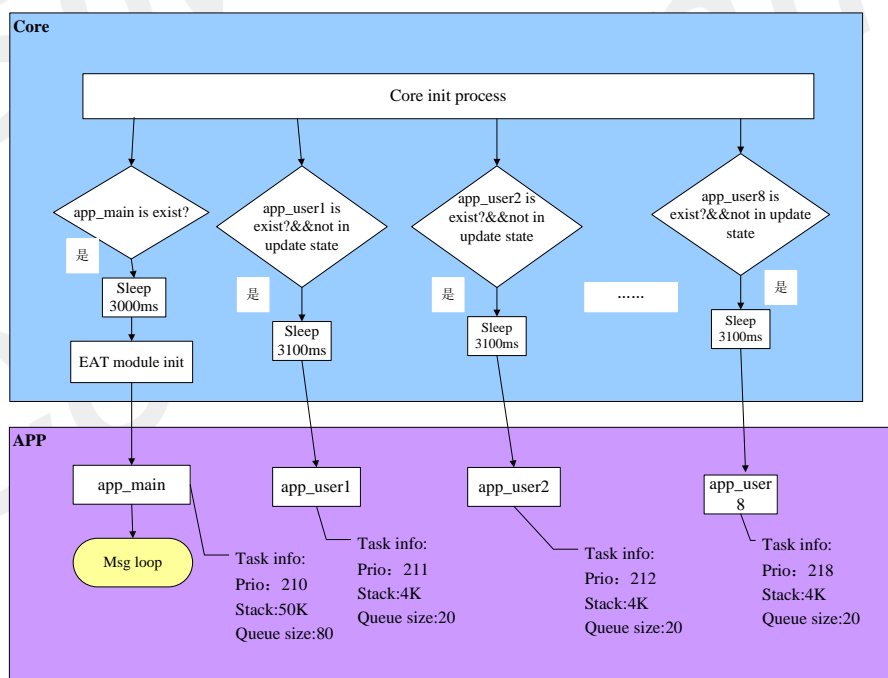 Core
Core init process
app_main is exist?
app_user1 is
exist?&&not in
update state
app_user2 is
exist?&&not in
update state
app_user8 is
exist?&&not in update
state
是
是
是
……
是
Sleep
3000ms
Sleep
3100ms
Sleep
3100ms
Sleep
3100ms
EAT module init
APP
app_main
app_user1
app_user2
app_user
8
Msg loop
Task info:
Prio：210
Stack:50K
Queue size:80
Task info:
Prio：211
Stack:4K
Queue size:20
Task info:
Prio：212
Stack:4K
Queue size:20
Task info:
Prio：218
Stack:4K
Queue size:20